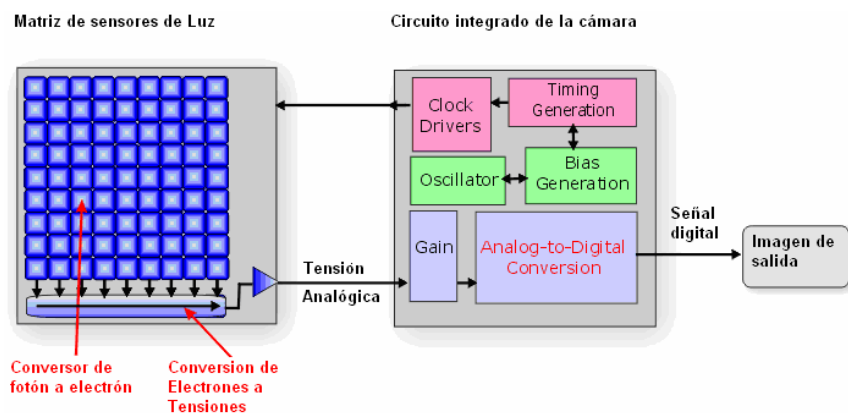 Matriz de sensores de Luz
Circuito integrado de la cámara
Clock
Drivers
Timing
Generation
Oscillator
Bias
Generation
Gain
Analog-to-Digital
Conversion
Tensión
Analógica
Señal
digital
Imagen de
salida
Conversor de
fotón a electrón
Conversion de
Electrones a
Tensiones